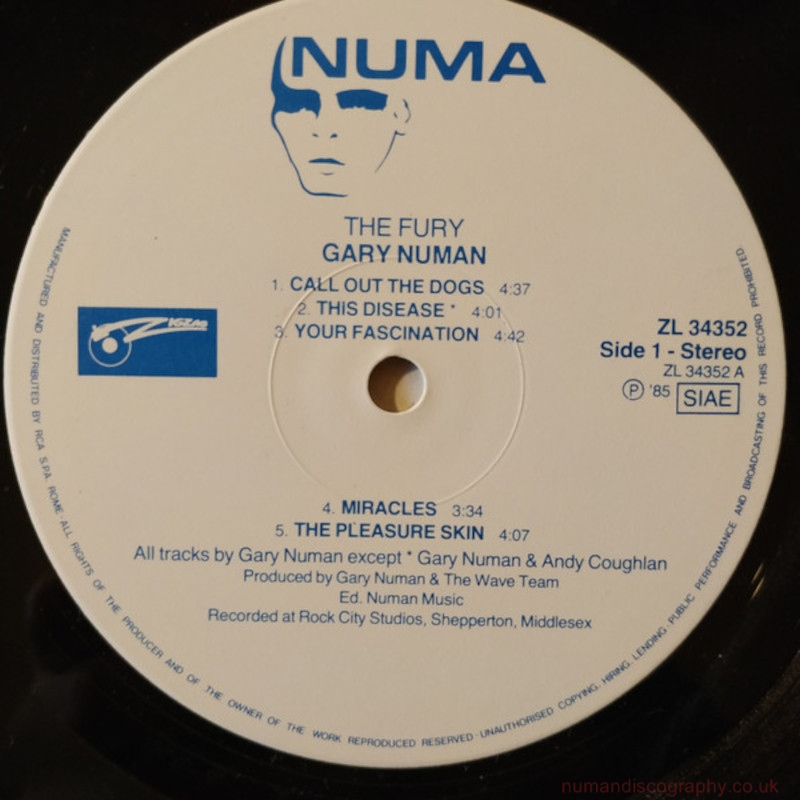 NUMA
THE FURY
GARY NUMAN
1. CALL OUT THE DOGS 4:37
2. THIS DISEASE * 4:01
3. YOUR FASCINATION 4:42
ZIGZAG
ZL 34352
Side 1 - Stereo
ZL 34352 A
Ⓟ '85 SIAE
4. MIRACLES 3:34
5. THE PLEASURE SKIN 4:07
All tracks by Gary Numan except * Gary Numan & Andy Coughlan
Produced by Gary Numan & The Wave Team
Ed. Numan Music
Recorded at Rock City Studios, Shepperton, Middlesex
MANUFACTURED AND DISTRIBUTED BY RCA S.P.A. ROME · ALL RIGHTS OF THE PRODUCER AND OF THE OWNER OF THE WORK REPRODUCED RESERVED · UNAUTHORISED COPYING, HIRING, LENDING, PUBLIC PERFORMANCE AND BROADCASTING OF THIS RECORD PROHIBITED
numandiscography.co.uk